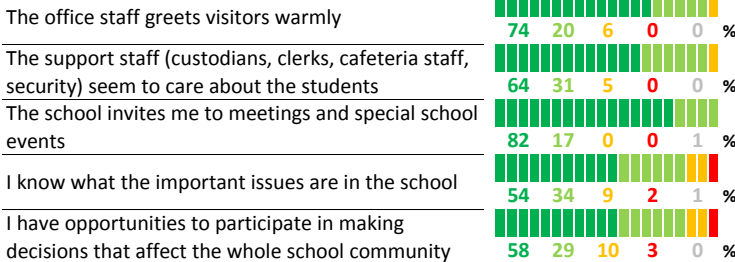 The office staff greets visitors warmly
74 20 6 0 0 %
The support staff (custodians, clerks, cafeteria staff,
security) seem to care about the students
64 31 5 0 0 %
The school invites me to meetings and special school
events
82 17 0 0 1 %
I know what the important issues are in the school
54 34 9 2 1 %
I have opportunities to participate in making
decisions that affect the whole school community
58 29 10 3 0 %